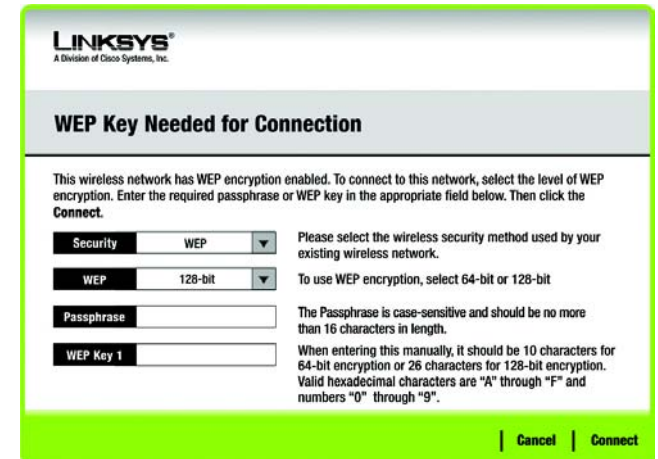 LINKSYS®
A Division of Cisco Systems, Inc.
WEP Key Needed for Connection
This wireless network has WEP encryption enabled. To connect to this network, select the level of WEP
encryption. Enter the required passphrase or WEP key in the appropriate field below. Then click the
Connect.
Security WEP
Please select the wireless security method used by your
existing wireless network.
WEP 128-bit
To use WEP encryption, select 64-bit or 128-bit
Passphrase
The Passphrase is case-sensitive and should be no more
than 16 characters in length.
WEP Key 1
When entering this manually, it should be 10 characters for
64-bit encryption or 26 characters for 128-bit encryption.
Valid hexadecimal characters are “A” through “F” and
numbers “0” through “9”.
Cancel Connect